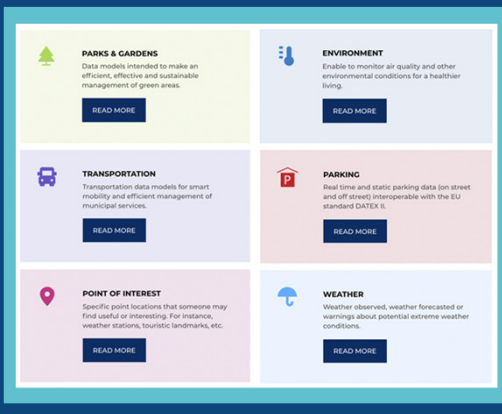 PARKS & GARDENS
Data models intended to make an
efficient, effective and sustainable
management of green areas.
READ MORE
ENVIRONMENT
Enable to monitor air quality and other
environmental conditions for a healthier
living.
READ MORE
TRANSPORTATION
Transportation data models for smart
mobility and efficient management of
municipal services.
READ MORE
PARKING
Real time and static parking data (on street
and off street) interoperable with the EU
standard DATEX II.
READ MORE
POINT OF INTEREST
Specific point locations that someone may
find useful or interesting. For instance,
weather stations, touristic landmarks, etc.
READ MORE
WEATHER
Weather observed, weather forecasted or
warnings about potential extreme weather
conditions.
READ MORE
P